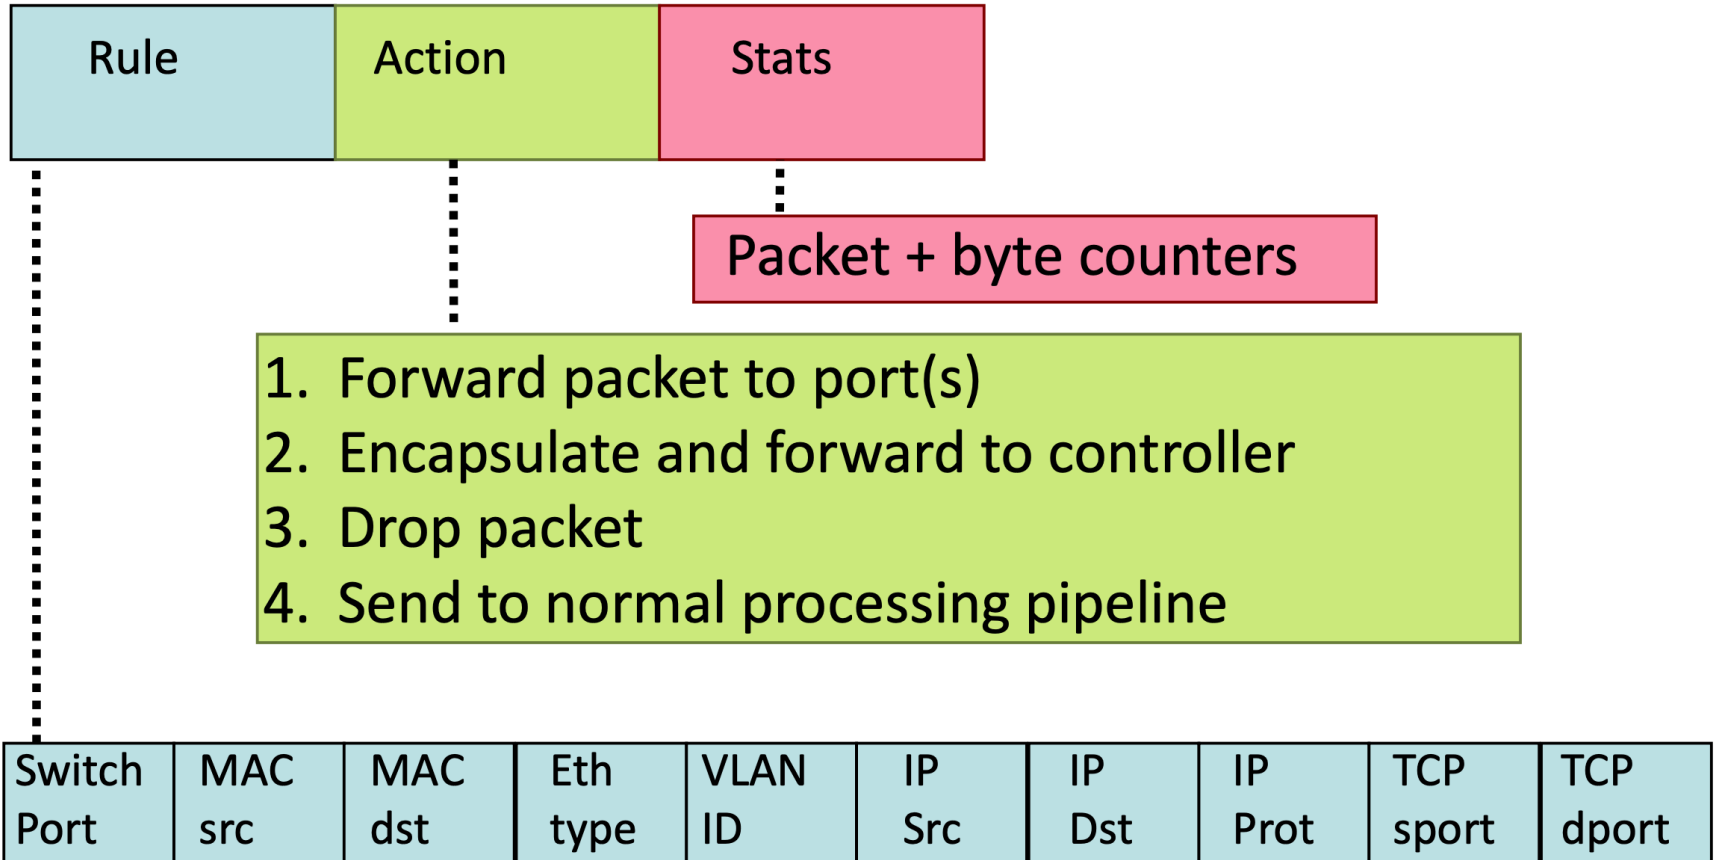 Rule
Action
Stats
Packet + byte counters
1. Forward packet to port(s)
2. Encapsulate and forward to controller
3. Drop packet
4. Send to normal processing pipeline
Switch
Port
MAC
src
MAC
dst
Eth
type
VLAN
ID
IP
Src
IP
Dst
IP
Prot
TCP
sport
TCP
dport